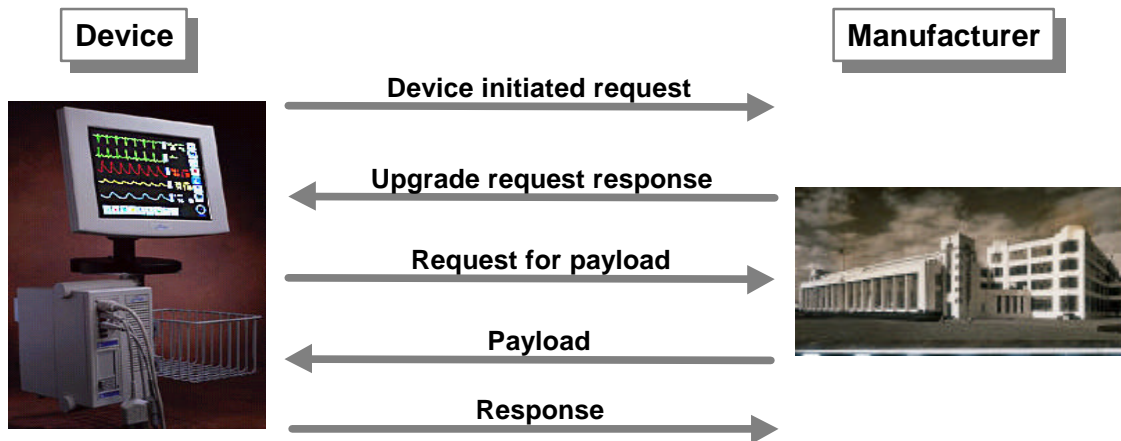 Device
Manufacturer
Device initiated request
Upgrade request response
Request for payload
Payload
Response